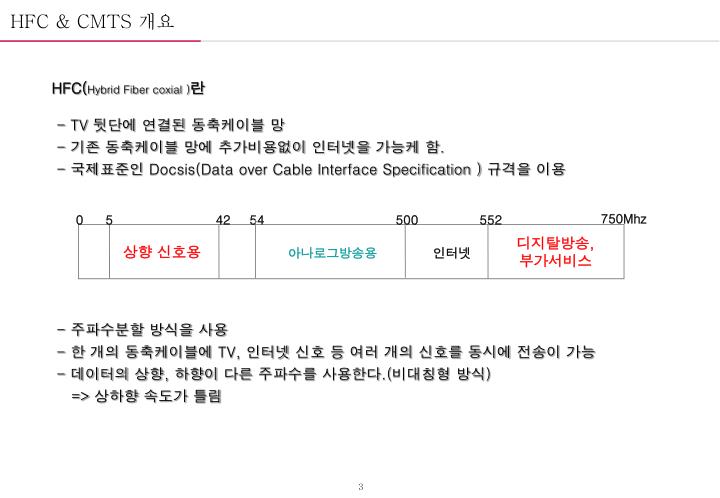 HFC & CMTS 개요
HFC(Hybrid Fiber coxial )란
- TV 뒷단에 연결된 동축케이블 망
- 기존 동축케이블 망에 추가비용없이 인터넷을 가능케 함.
- 국제표준인 Docsis(Data over Cable Interface Specification ) 규격을 이용
0 5 42 54 500 552 750Mhz
상향 신호용 아나로그방송용 인터넷 디지탈방송,
부가서비스
- 주파수분할 방식을 사용
- 한 개의 동축케이블에 TV, 인터넷 신호 등 여러 개의 신호를 동시에 전송이 가능
- 데이터의 상향, 하향이 다른 주파수를 사용한다.(비대칭형 방식)
=> 상하향 속도가 틀림
3